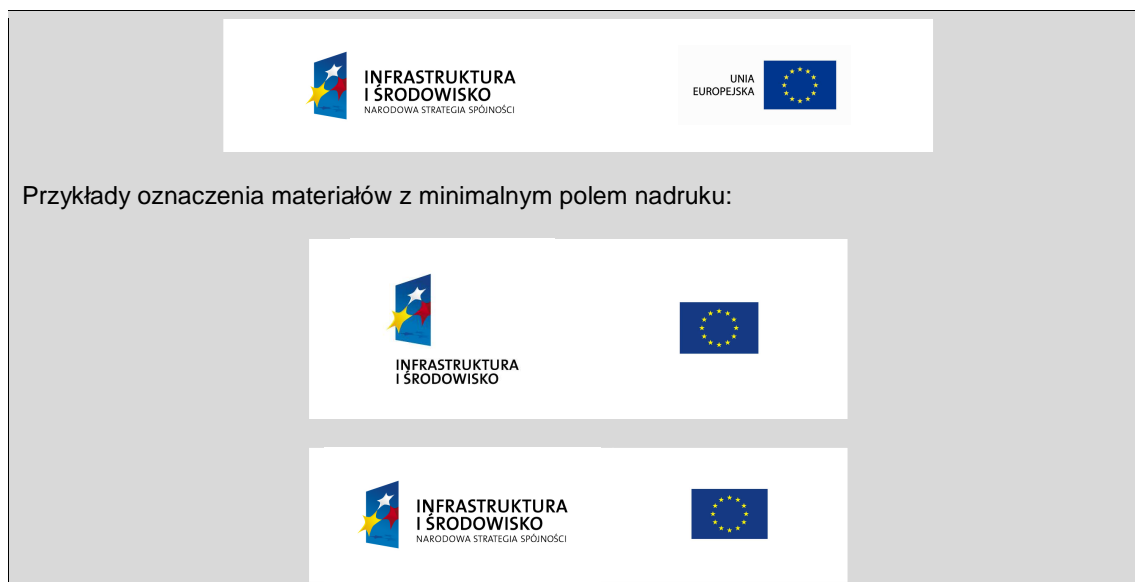 INFRASTRUKTURA
I ŚRODOWISKO
NARODOWA STRATEGIA SPÓJNOŚCI
UNIA
EUROPEJSKA
Przykłady oznaczenia materiałów z minimalnym polem nadruku:
INFRASTRUKTURA
I ŚRODOWISKO
INFRASTRUKTURA
I ŚRODOWISKO
NARODOWA STRATEGIA SPÓJNOŚCI